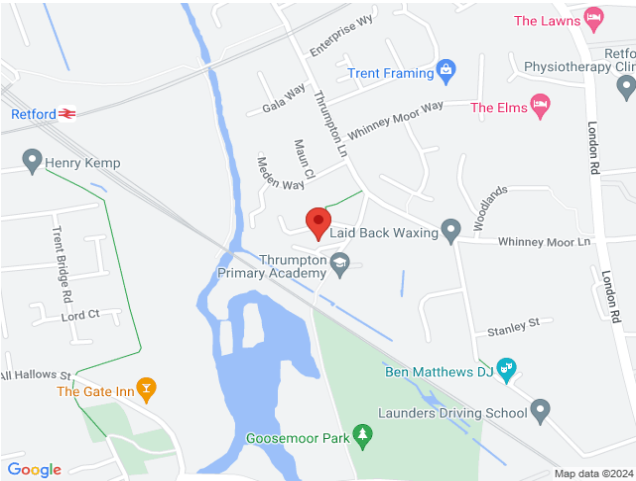 Enterprise Wy
The Lawns
Retfo
Physiotherapy Clin
Trent Framing
Gala Way
Thrumpton Ln
Whinney Moor Way
The Elms
Retford
London Rd
Maun Cl
Henry Kemp
Meden Way
Woodlands
Laid Back Waxing
Whinney Moor Ln
Trent Bridge Rd
Thrumpton
Primary Academy
London Rd
Lord Ct
Stanley St
All Hallows St
Ben Matthews DJ
The Gate Inn
Launders Driving School
Goosemoor Park
Google
Map data ©2024